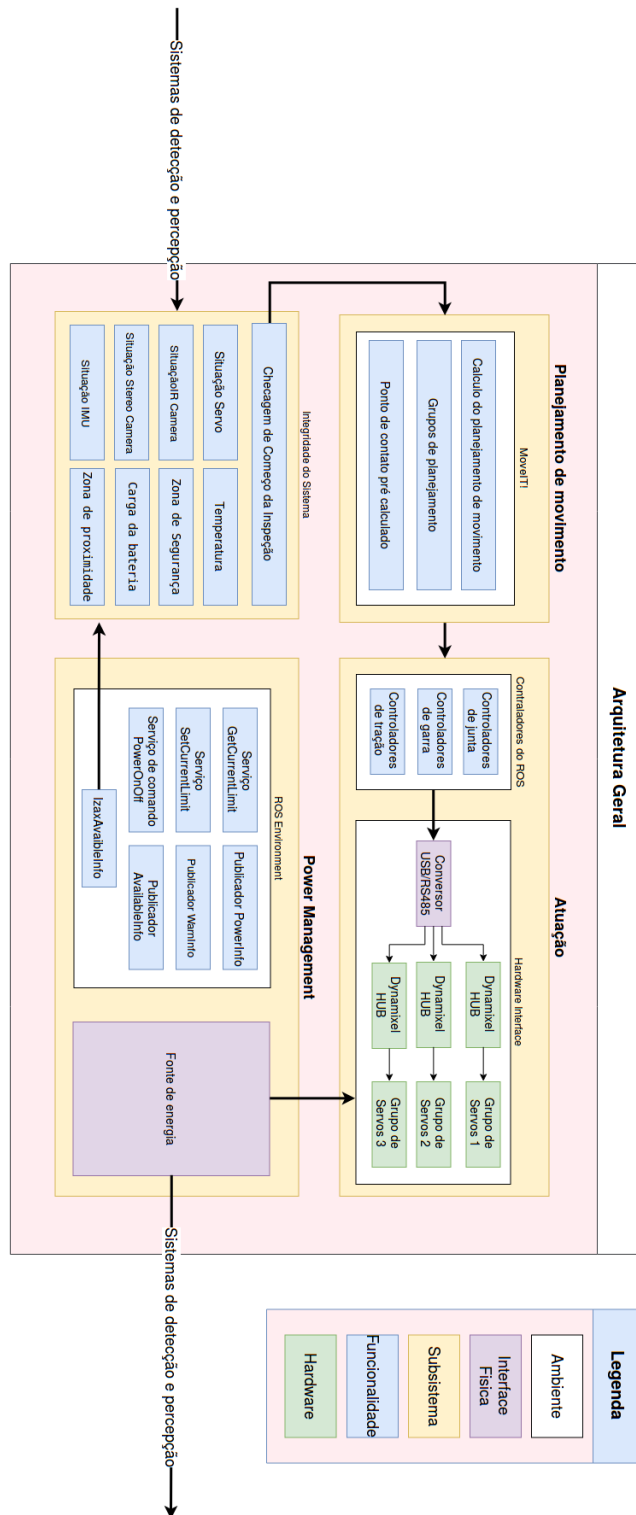 Arquitetura Geral
Sistemas de detecção e percepção
Planejamento de movimento
MoveIT!
Calculo do planejamento de movimento
Grupos de planejamento
Ponto de contato pré calculado
Atuação
Contraladores do ROS
Controladores
de junta
Controladores
de garra
Controladores
de tração
Hardware Interface
Conversor
USB/RS485
Dynamixel
HUB
Grupo de
Servos 1
Dynamixel
HUB
Grupo de
Servos 2
Dynamixel
HUB
Grupo de
Servos 3
Integridade do Sistema
Checagem de Começo da Inspeção
Situação Servo
Temperatura
SituaçãoIR Camera
Zona de Segurança
Situação Stereo Camera
Carga da bateria
Situação IMU
Zona de proximidade
Power Management
ROS Environment
Serviço
GetCurrentLimit
Publicador PowerInfo
Serviço
SetCurrentLimit
Publicador WarnInfo
Serviço de comando
PowerOnOff
Publicador
AvailableInfo
IzaxAvaibleInfo
Fonte de energia
Sistemas de detecção e percepção
Legenda
Ambiente
Interface
Fisica
Subsistema
Funcionalidade
Hardware